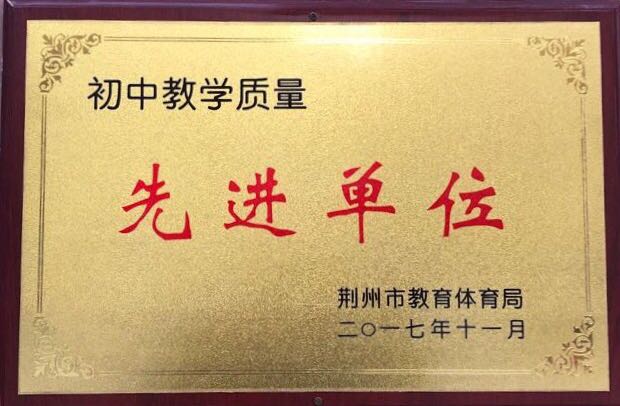 初中教学质量
先进单位
荆州市教育体育局
二〇一七年十一月